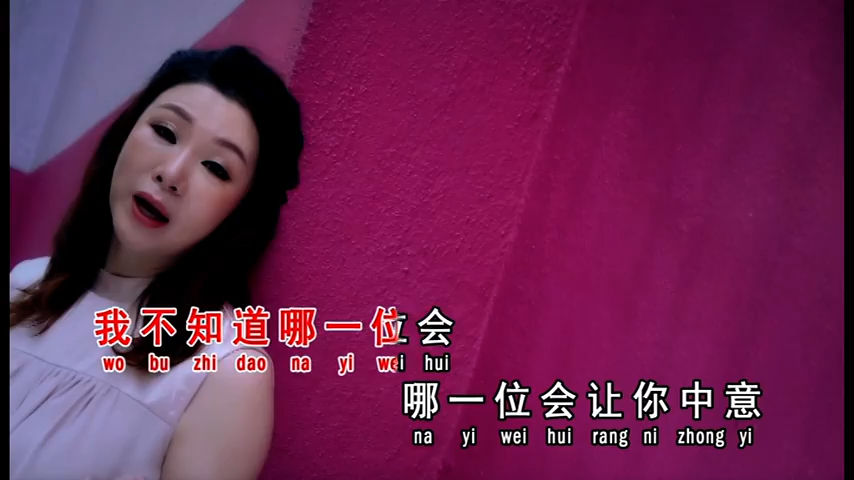 我不知道哪一位会
wo bu zhi dao na yi wei hui
哪一位会让你中意
na yi wei hui rang ni zhong yi